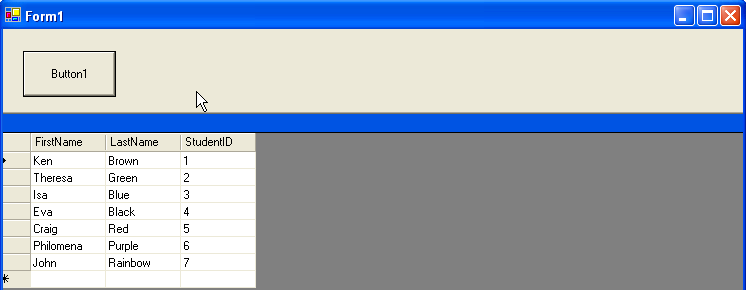 Form1
Button1
FirstName LastName StudentID
Ken Brown 1
Theresa Green 2
Isa Blue 3
Eva Black 4
Craig Red 5
Philomena Purple 6
John Rainbow 7